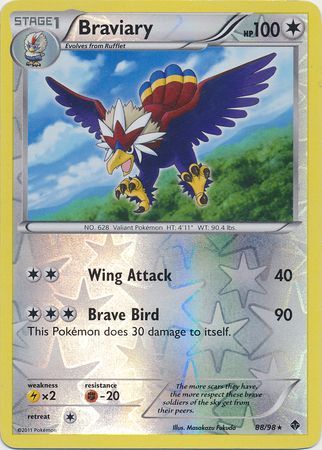 STAGE1
Braviary
HP100
Evolves from Rufflet
NO. 628 Valiant Pokémon HT. 4'11" WT. 90.4 lbs.
Wing Attack 40
Brave Bird 90
This Pokémon does 30 damage to itself.
weakness resistance
×2 -20
retreat
The more scars they have,
the more respect these brave
soldiers of the sky get from
their peers.
©2011 Pokémon
Illus. Masakazu Fukuda
88/98★